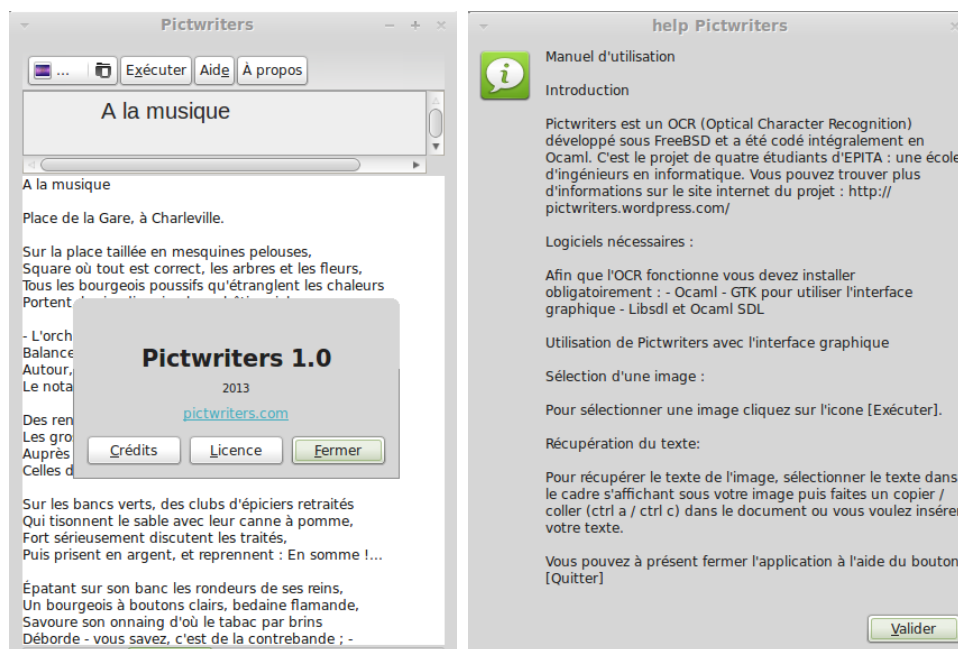 Pictwriters
... Exécuter Aide À propos
A la musique
A la musique
Place de la Gare, à Charleville.
Sur la place taillée en mesquines pelouses,
Square où tout est correct, les arbres et les fleurs,
Tous les bourgeois poussifs qu'étranglent les chaleurs
Portent
- L'orch
Balance
Autour,
Le nota
Des ren
Les gro
Auprès
Celles d
Pictwriters 1.0
2013
pictwriters.com
Crédits Licence Fermer
Sur les bancs verts, des clubs d'épiciers retraités
Qui tisonnent le sable avec leur canne à pomme,
Fort sérieusement discutent les traités,
Puis prisent en argent, et reprennent : En somme !...
Épatant sur son banc les rondeurs de ses reins,
Un bourgeois à boutons clairs, bedaine flamande,
Savoure son onnaing d'où le tabac par brins
Déborde - vous savez, c'est de la contrebande ; -
help Pictwriters
Manuel d'utilisation
Introduction
Pictwriters est un OCR (Optical Character Recognition)
développé sous FreeBSD et a été codé intégralement en
Ocaml. C'est le projet de quatre étudiants d'EPITA : une école
d'ingénieurs en informatique. Vous pouvez trouver plus
d'informations sur le site internet du projet : http://
pictwriters.wordpress.com/
Logiciels nécessaires :
Afin que l'OCR fonctionne vous devez installer
obligatoirement : - Ocaml - GTK pour utiliser l'interface
graphique - Libsdl et Ocaml SDL
Utilisation de Pictwriters avec l'interface graphique
Sélection d'une image :
Pour sélectionner une image cliquez sur l'icone [Exécuter].
Récupération du texte:
Pour récupérer le texte de l'image, sélectionner le texte dans
le cadre s'affichant sous votre image puis faites un copier /
coller (ctrl a / ctrl c) dans le document ou vous voulez insérer
votre texte.
Vous pouvez à présent fermer l'application à l'aide du bouton
[Quitter]
Valider